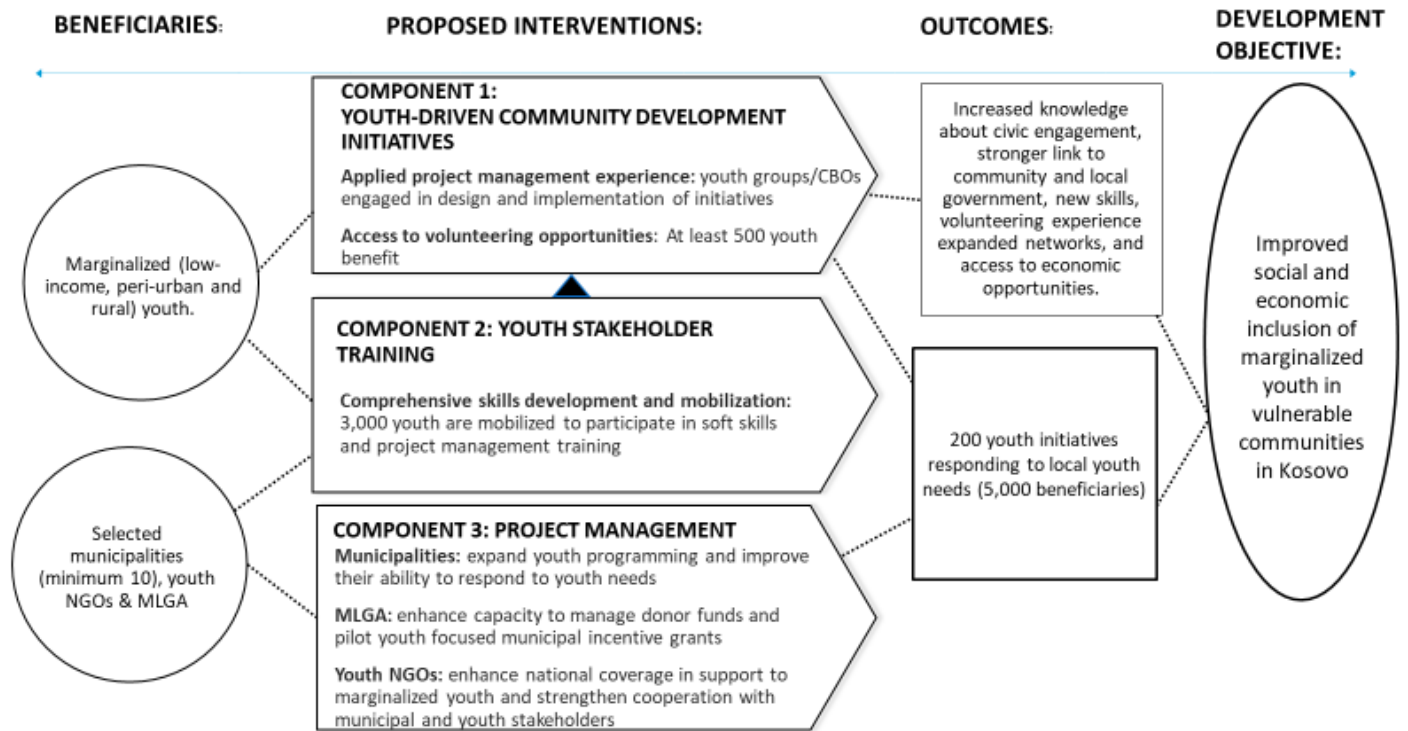 BENEFICIARIES:
PROPOSED INTERVENTIONS:
OUTCOMES:
DEVELOPMENT
OBJECTIVE:
Marginalized (low-
income, peri-urban and
rural) youth.
Selected
municipalities
(minimum 10), youth
NGOs & MLGA
COMPONENT 1:
YOUTH-DRIVEN COMMUNITY DEVELOPMENT
INITIATIVES
Applied project management experience: youth groups/CBOs
engaged in design and implementation of initiatives
Access to volunteering opportunities: At least 500 youth
benefit
COMPONENT 2: YOUTH STAKEHOLDER
TRAINING
Comprehensive skills development and mobilization:
3,000 youth are mobilized to participate in soft skills
and project management training
COMPONENT 3: PROJECT MANAGEMENT
Municipalities: expand youth programming and improve
their ability to respond to youth needs
MLGA: enhance capacity to manage donor funds and
pilot youth focused municipal incentive grants
Youth NGOs: enhance national coverage in support to
marginalized youth and strengthen cooperation with
municipal and youth stakeholders
Increased knowledge
about civic engagement,
stronger link to
community and local
government, new skills,
volunteering experience
expanded networks, and
access to economic
opportunities.
200 youth initiatives
responding to local youth
needs (5,000 beneficiaries)
Improved
social and
economic
inclusion of
marginalized
youth in
vulnerable
communities
in Kosovo